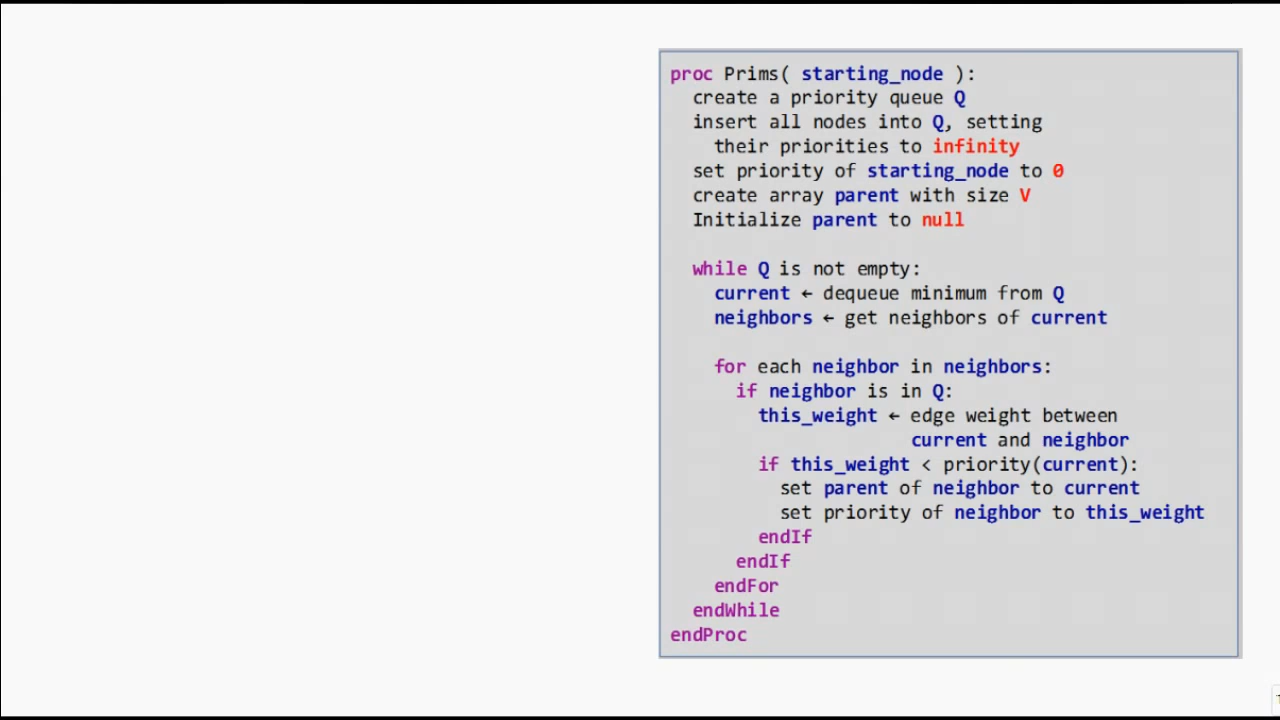 proc Prims( starting_node ):
create a priority queue Q
insert all nodes into Q, setting
their priorities to infinity
set priority of starting_node to 0
create array parent with size V
Initialize parent to null
while Q is not empty:
current ← dequeue minimum from Q
neighbors ← get neighbors of current
for each neighbor in neighbors:
if neighbor is in Q:
this_weight ← edge weight between
current and neighbor
if this_weight < priority(current):
set parent of neighbor to current
set priority of neighbor to this_weight
endIf
endIf
endFor
endWhile
endProc